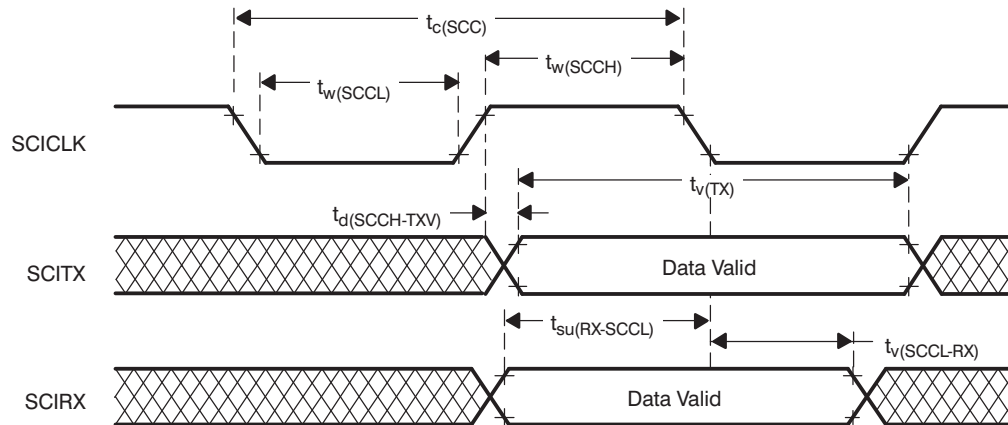 tc(SCC)
tw(SCCH)
tw(SCCL)
SCICLK
tv(TX)
td(SCCH-TXV)
SCITX
Data Valid
tsu(RX-SCCL)
tv(SCCL-RX)
SCIRX
Data Valid